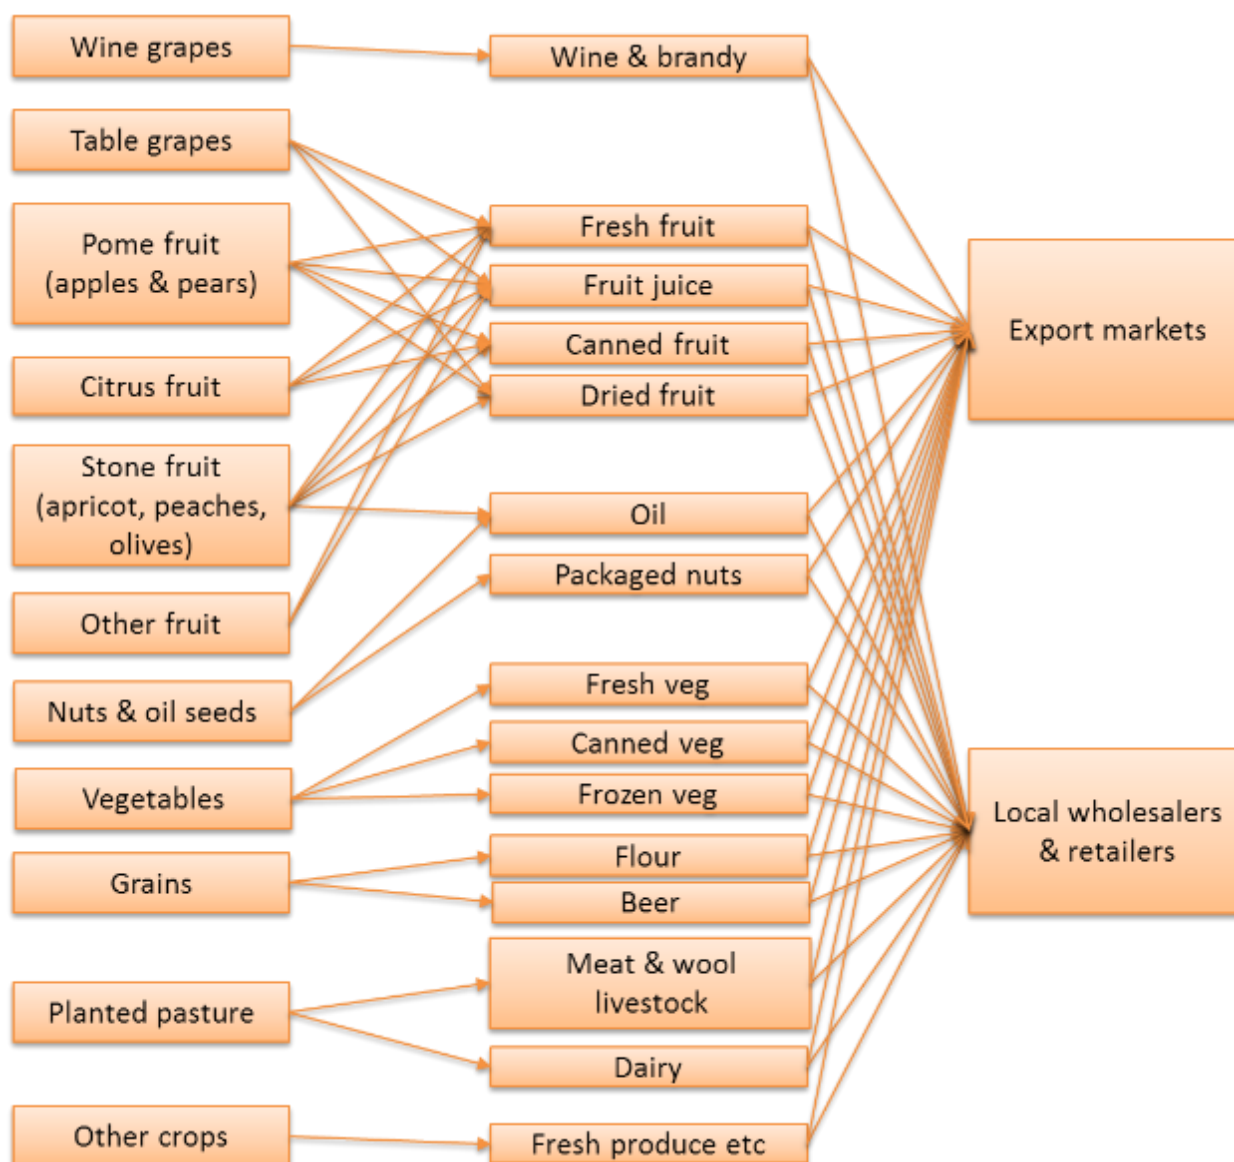 Wine grapes
Table grapes
Pome fruit
(apples & pears)
Citrus fruit
Stone fruit
(apricot, peaches,
olives)
Other fruit
Nuts & oil seeds
Vegetables
Grains
Planted pasture
Other crops
Wine & brandy
Fresh fruit
Fruit juice
Canned fruit
Dried fruit
Oil
Packaged nuts
Fresh veg
Canned veg
Frozen veg
Flour
Beer
Meat & wool
livestock
Dairy
Fresh produce etc
Export markets
Local wholesalers
& retailers